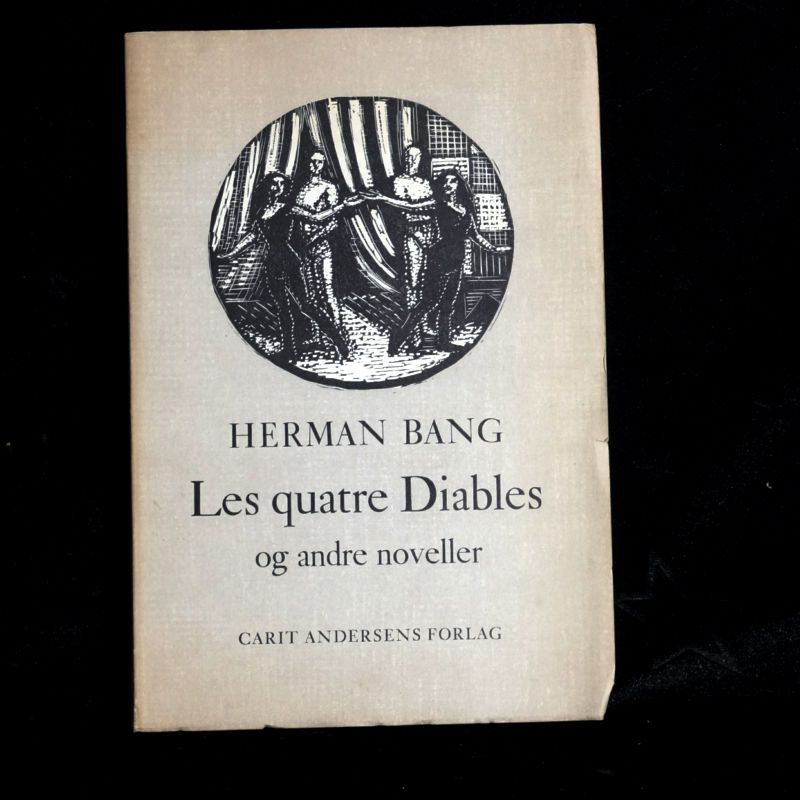 HERMAN BANG
Les quatre Diables
og andre noveller
CARIT ANDERSENS FORLAG